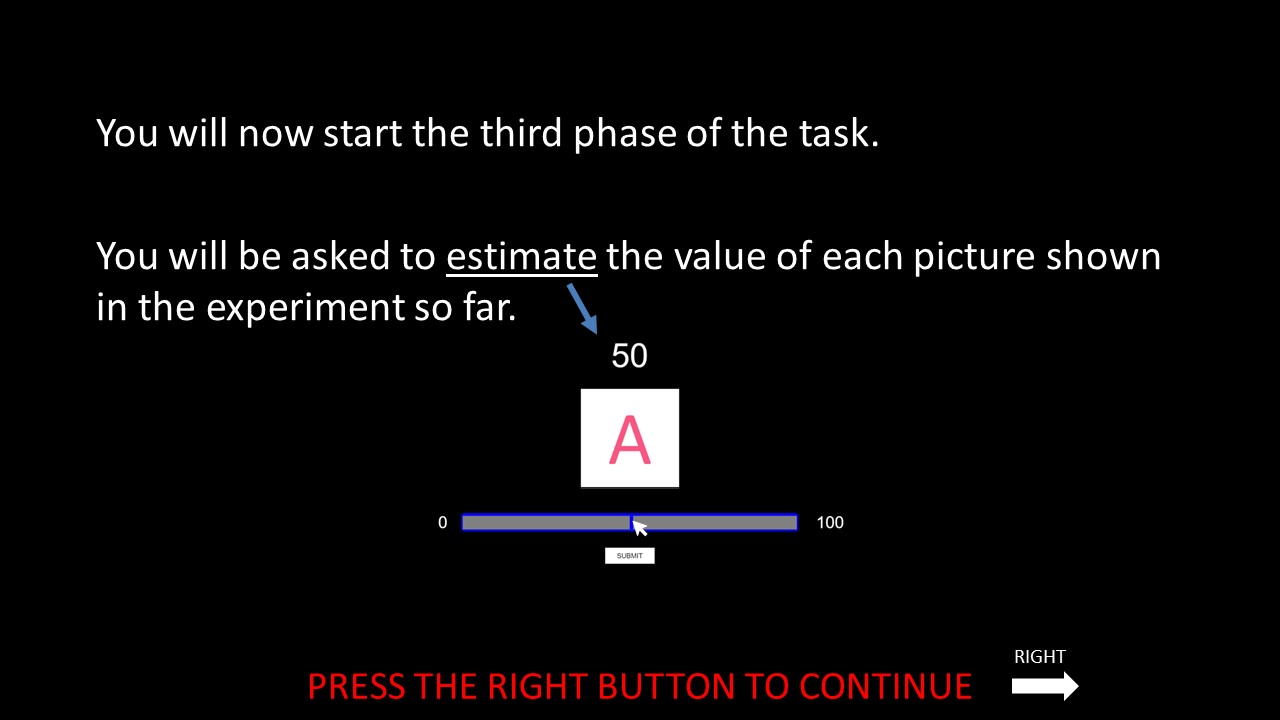 You will now start the third phase of the task.
You will be asked to estimate the value of each picture shown
in the experiment so far.
50
A
0
100
SUBMIT
RIGHT
PRESS THE RIGHT BUTTON TO CONTINUE